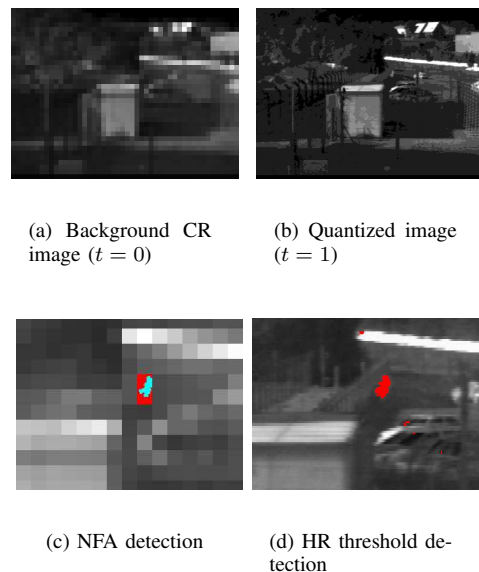 (a) Background CR
image (t = 0)
(b) Quantized image
(t = 1)
(c) NFA detection
(d) HR threshold de-
tection